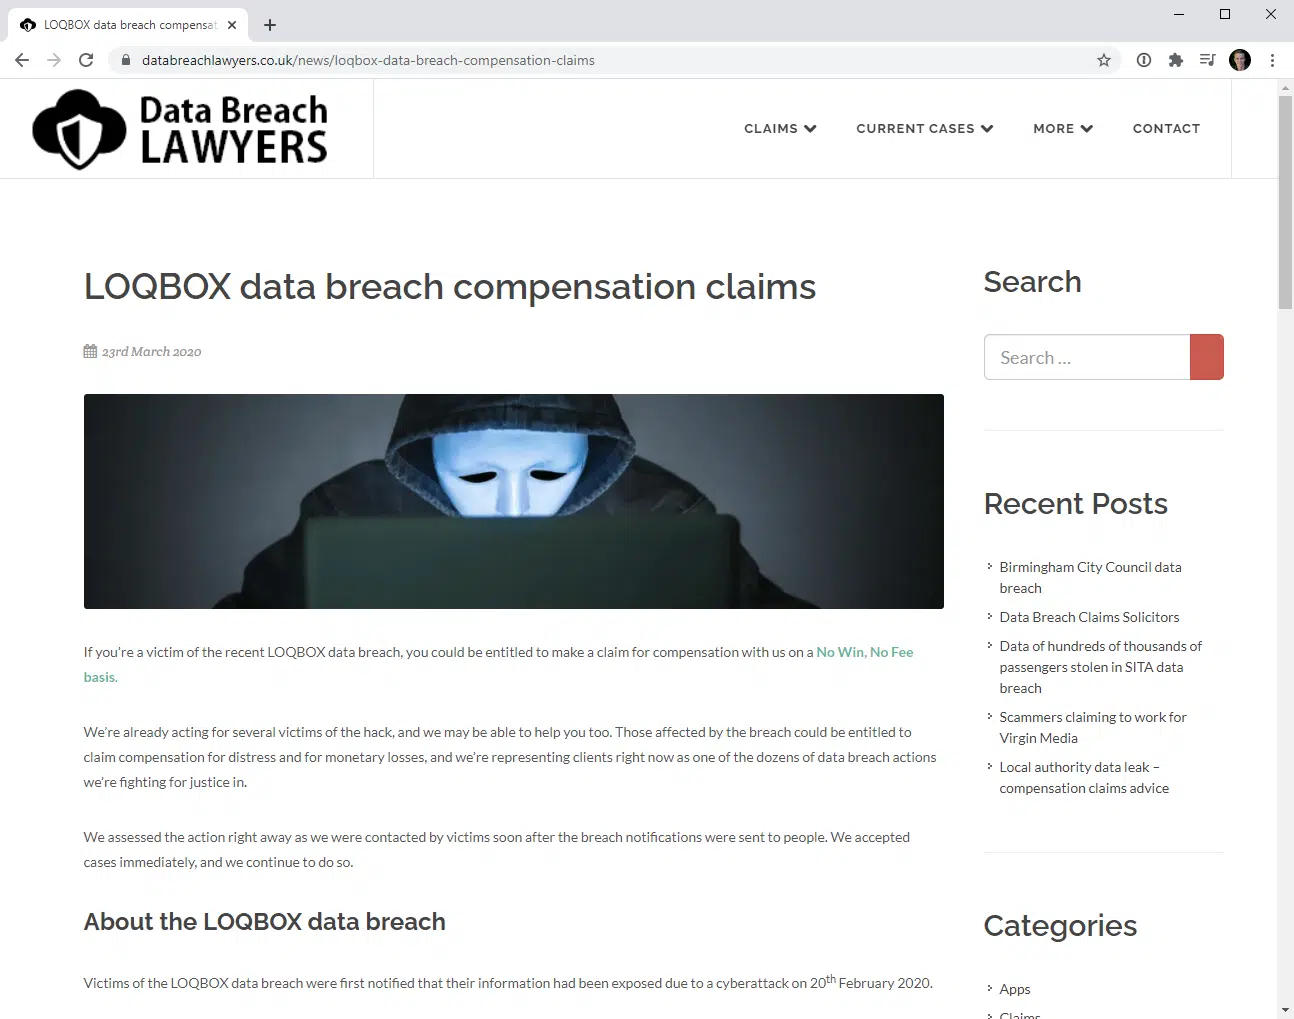 LOQBOX data breach compensat
databreachlawyers.co.uk/news/loqbox-data-breach-compensation-claims
Data Breach
LAWYERS
CLAIMS
CURRENT CASES
MORE
CONTACT
LOQBOX data breach compensation claims
23rd March 2020
If you're a victim of the recent LOQBOX data breach, you could be entitled to make a claim for compensation with us on a No Win, No Fee
basis.
We're already acting for several victims of the hack, and we may be able to help you too. Those affected by the breach could be entitled to
claim compensation for distress and for monetary losses, and we're representing clients right now as one of the dozens of data breach actions
we're fighting for justice in.
We assessed the action right away as we were contacted by victims soon after the breach notifications were sent to people. We accepted
cases immediately, and we continue to do so.
About the LOQBOX data breach
Victims of the LOQBOX data breach were first notified that their information had been exposed due to a cyberattack on 20th February 2020.
Search
Search ...
Recent Posts
Birmingham City Council data
breach
Data Breach Claims Solicitors
Data of hundreds of thousands of
passengers stolen in SITA data
breach
Scammers claiming to work for
Virgin Media
Local authority data leak –
compensation claims advice
Categories
Apps
Claims